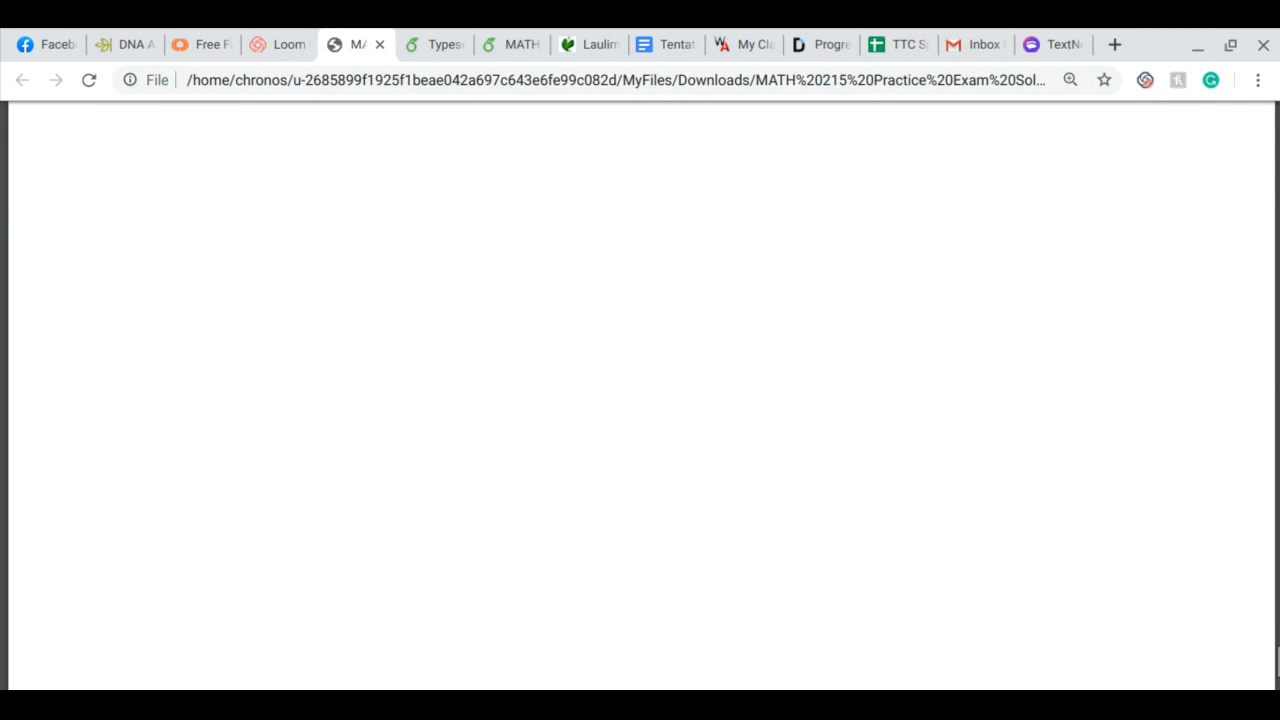 Faceb DNA A Free F Loom MA Typese MATH Laulim Tentat My Cla Progre TTC S Inbox TextN
File /home/chronos/u-2685899f1925f1beae042a697c643e6fe99c082d/MyFiles/Downloads/MATH%20215%20Practice%20Exam%20Sol...